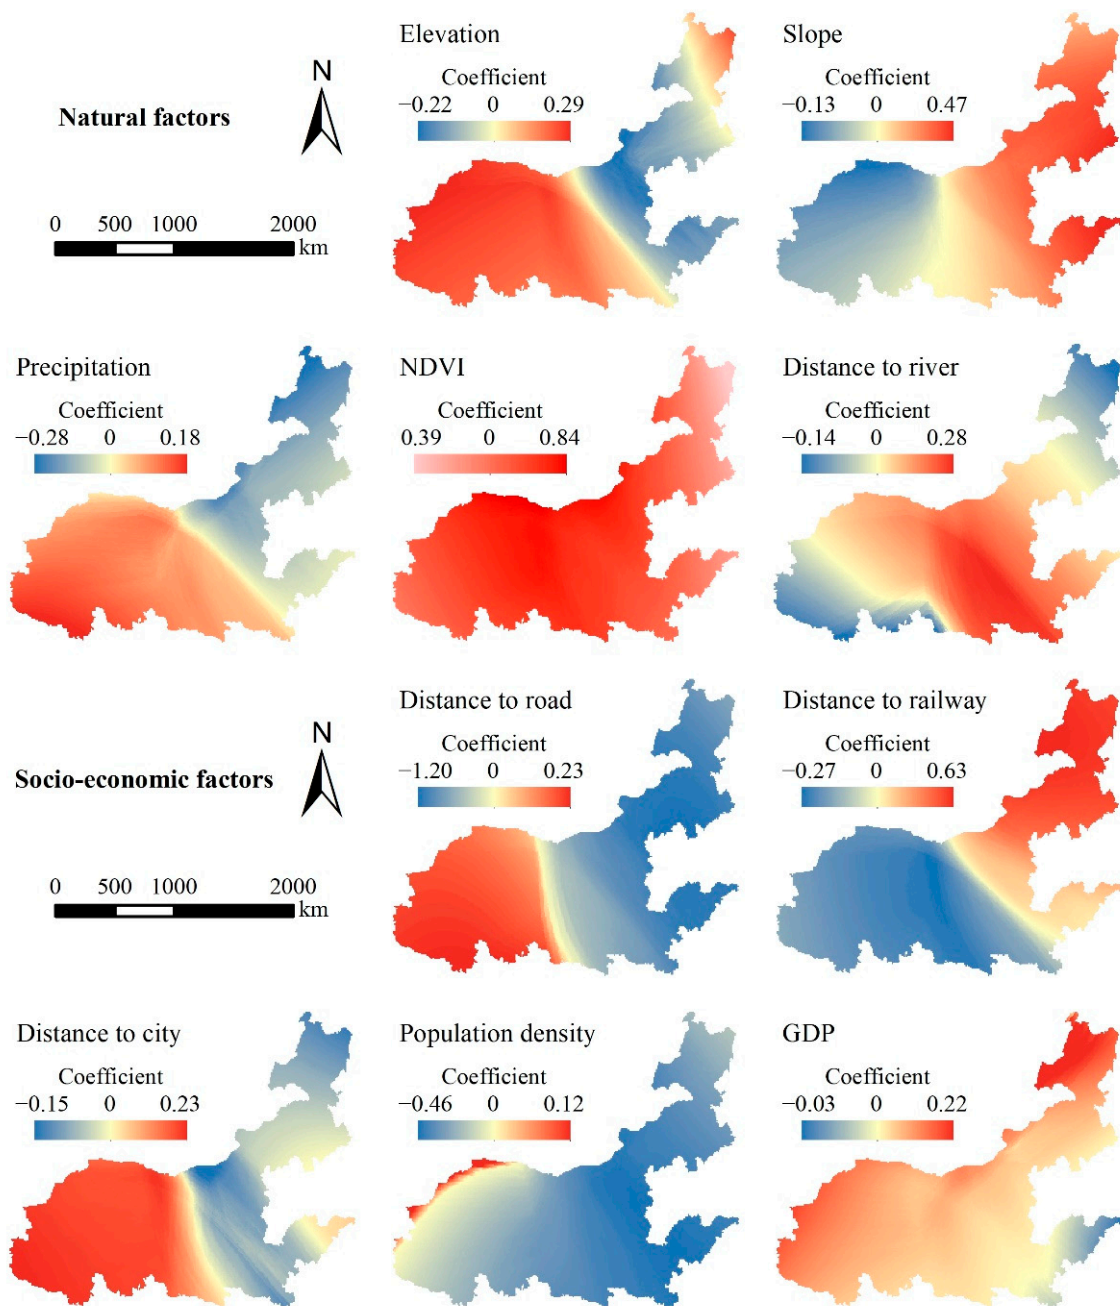 Natural factors
N
0 500 1000 2000
km
Elevation
Coefficient
−0.22 0 0.29
Slope
Coefficient
−0.13 0 0.47
Precipitation
Coefficient
−0.28 0 0.18
NDVI
Coefficient
0.39 0 0.84
Distance to river
Coefficient
−0.14 0 0.28
Socio-economic factors
N
0 500 1000 2000
km
Distance to road
Coefficient
−1.20 0 0.23
Distance to railway
Coefficient
−0.27 0 0.63
Distance to city
Coefficient
−0.15 0 0.23
Population density
Coefficient
−0.46 0 0.12
GDP
Coefficient
−0.03 0 0.22